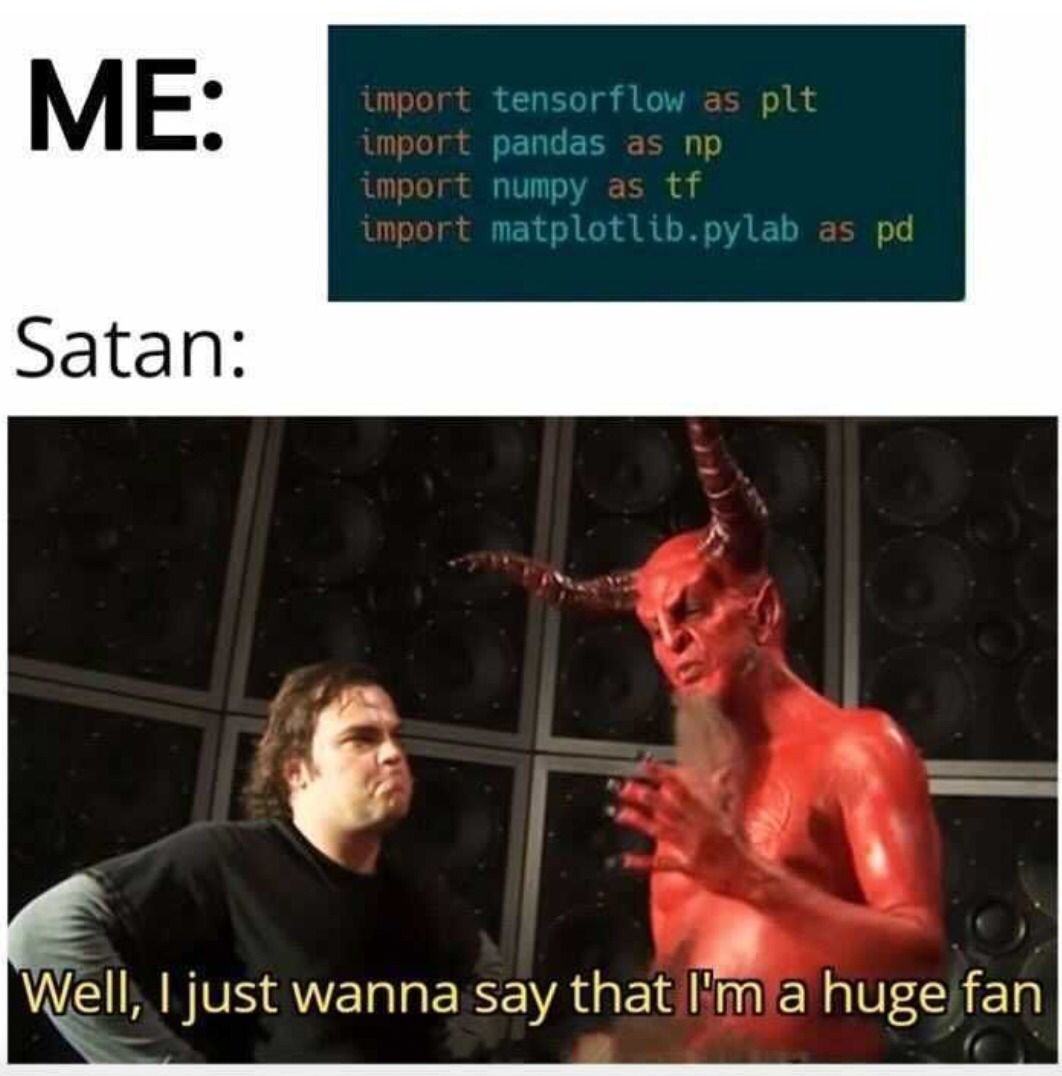 ME:
import tensorflow as plt
import pandas as np
import numpy as tf
import matplotlib.pylab as pd
Satan:
Well, I just wanna say that I'm a huge fan